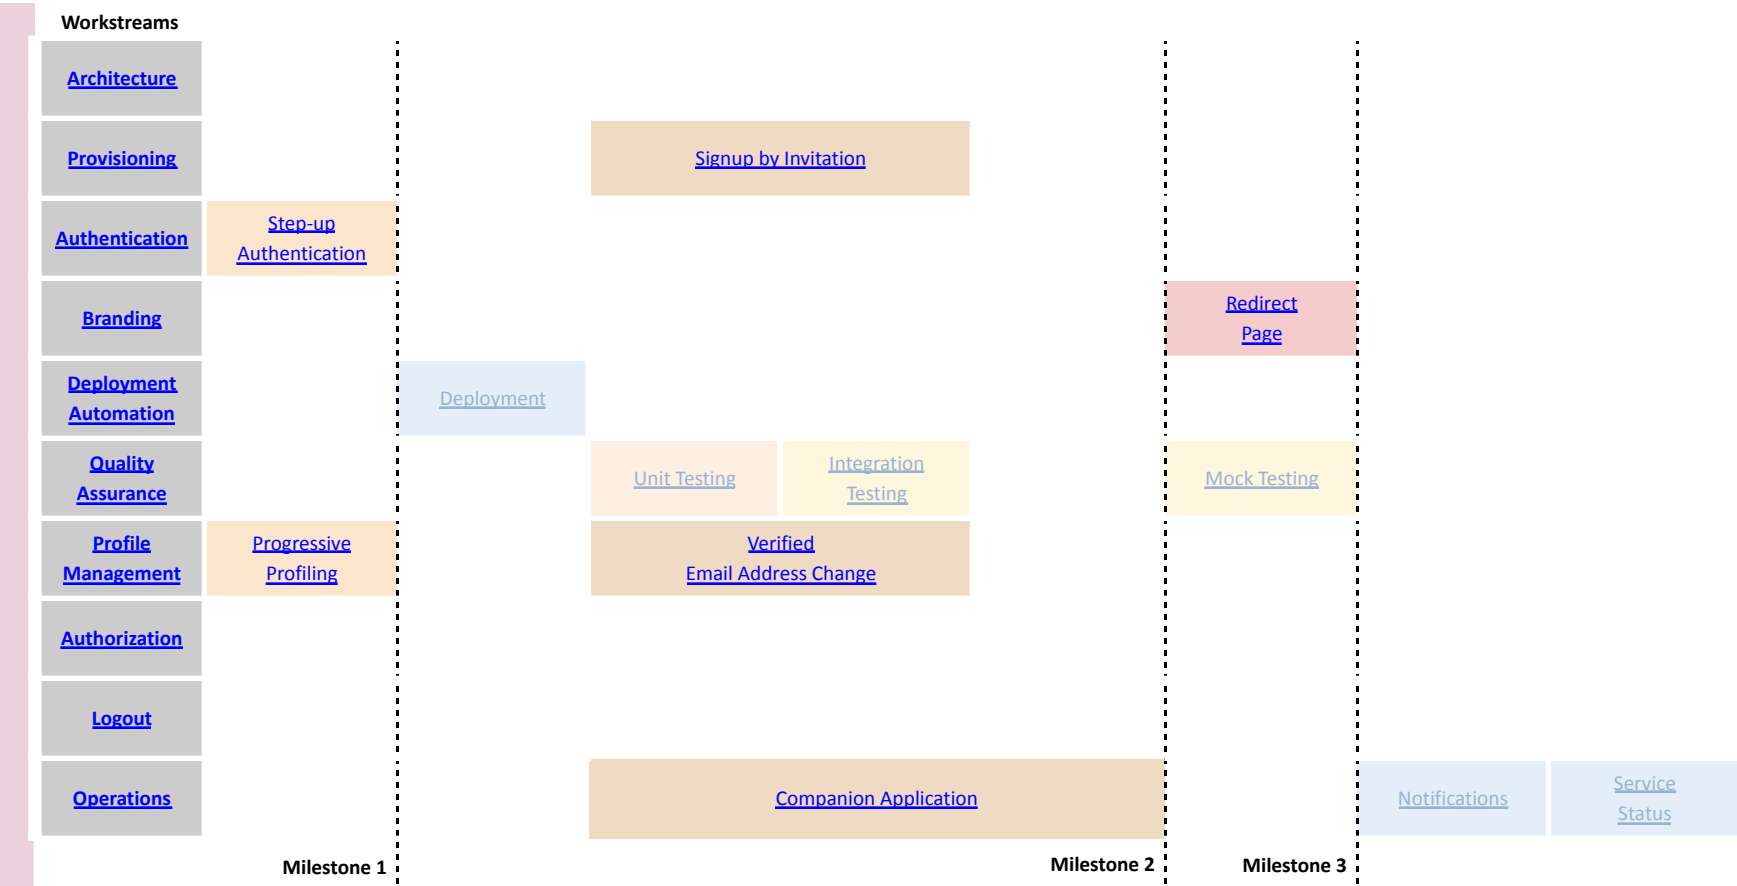 Workstreams
Architecture
Provisioning
Signup by Invitation
Authentication
Step-up
Authentication
Branding
Redirect
Page
Deployment
Automation
Deployment
Quality
Assurance
Unit Testing
Integration
Testing
Mock Testing
Profile
Management
Progressive
Profiling
Verified
Email Address Change
Authorization
Logout
Operations
Companion Application
Notifications
Service
Status
Milestone 1
Milestone 2
Milestone 3